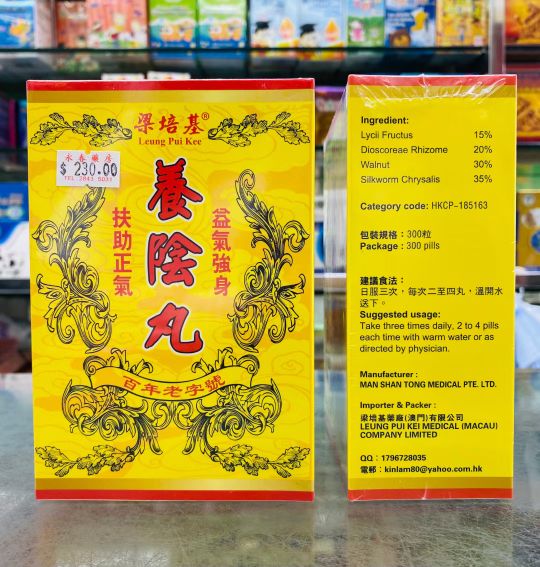 梁培基®
Leung Pui Kee
永春藥房
$ 230.00
TEL 2843 5031
養陰丸
益氣強身
扶助正氣
百年老字號
Ingredient:
Lycii Fructus 15%
Dioscoreae Rhizome 20%
Walnut 30%
Silkworm Chrysalis 35%
Category code: HKCP-185163
包裝規格：300粒
Package : 300 pills
建議食法：
日服三次，每次二至四丸，溫開水
送下。
Suggested usage:
Take three times daily, 2 to 4 pills
each time with warm water or as
directed by physician.
Manufacturer :
MAN SHAN TONG MEDICAL PTE. LTD.
Importer & Packer :
梁培基藥廠(澳門)有限公司
LEUNG PUI KEI MEDICAL (MACAU)
COMPANY LIMITED
QQ：1796728035
電郵：kinlam80@yahoo.com.hk